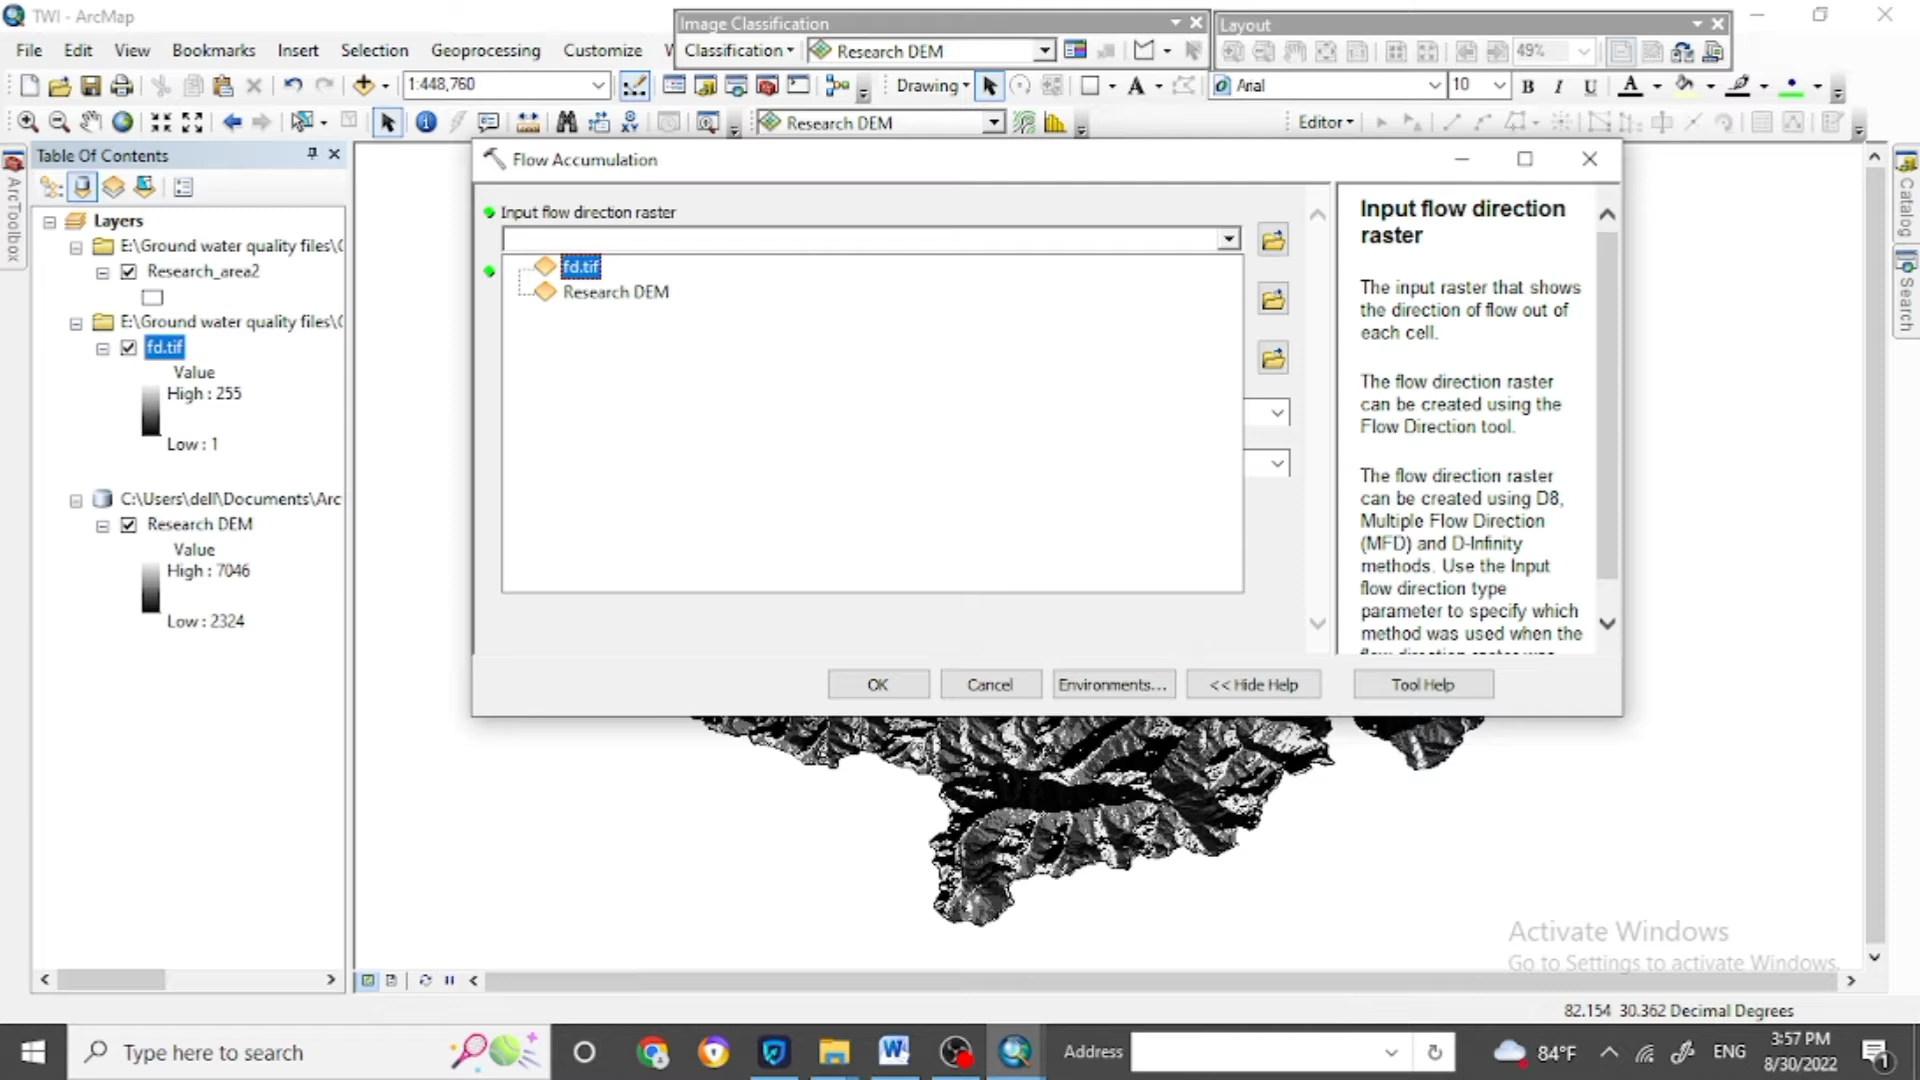 TWI - ArcMap
Image Classification
Layout
File Edit View Bookmarks Insert Selection Geoprocessing Customize W
Classification Research DEM
49%
1:448,760
Drawing
A
Arial
10
B I U A
Research DEM
Editor
Table Of Contents
Flow Accumulation
ArcToolbox
Catalog
Search
Layers
E:\Ground water quality files\(
Research_area2
E:\Ground water quality files\(
fd.tif
Value
High : 255
Low : 1
C:\Users\dell\Documents\Arc
Research DEM
Value
High : 7046
Low : 2324
Input flow direction raster
fd.tif
Research DEM
OK Cancel Environments... << Hide Help Tool Help
Input flow direction
raster
The input raster that shows
the direction of flow out of
each cell.
The flow direction raster
can be created using the
Flow Direction tool.
The flow direction raster
can be created using D8,
Multiple Flow Direction
(MFD) and D-Infinity
methods. Use the Input
flow direction type
parameter to specify which
method was used when the
flow direction raster was
Activate Windows
Go to Settings to activate Windows.
82.154 30.362 Decimal Degrees
Type here to search
Address
84°F
ENG
3:57 PM
8/30/2022
1